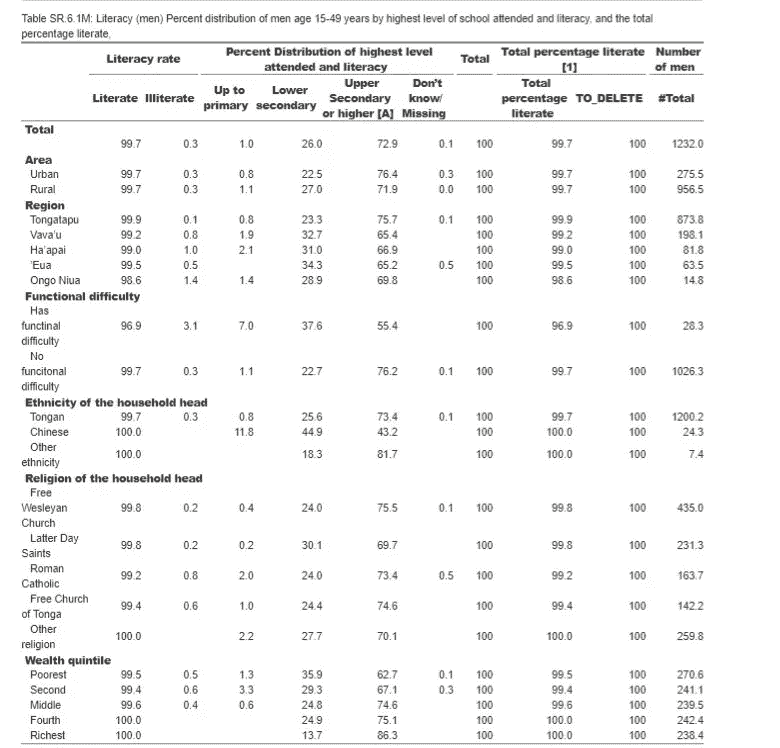 Table SR.6.1M: Literacy (men) Percent distribution of men age 15-49 years by highest level of school attended and literacy, and the total
percentage literate,
Literacy rate Percent Distribution of highest level attended and literacy Total Total percentage literate [1] Number of men
Literate Illiterate Up to primary Lower secondary Upper Secondary or higher [A] Don't know/ Missing Total percentage literate TO_DELETE #Total
Total
99.7 0.3 1.0 26.0 72.9 0.1 100 99.7 100 1232.0
Area
Urban 99.7 0.3 0.8 22.5 76.4 0.3 100 99.7 100 275.5
Rural 99.7 0.3 1.1 27.0 71.9 0.0 100 99.7 100 956.5
Region
Tongatapu 99.9 0.1 0.8 23.3 75.7 0.1 100 99.9 100 873.8
Vava'u 99.2 0.8 1.9 32.7 65.4 100 99.2 100 198.1
Ha'apai 99.0 1.0 2.1 31.0 66.9 100 99.0 100 81.8
'Eua 99.5 0.5 34.3 65.2 0.5 100 99.5 100 63.5
Ongo Niua 98.6 1.4 1.4 28.9 69.8 100 98.6 100 14.8
Functional difficulty
Has
functinal 96.9 3.1 7.0 37.6 55.4 100 96.9 100 28.3
difficulty
No
funcitonal 99.7 0.3 1.1 22.7 76.2 0.1 100 99.7 100 1026.3
difficulty
Ethnicity of the household head
Tongan 99.7 0.3 0.8 25.6 73.4 0.1 100 99.7 100 1200.2
Chinese 100.0 11.8 44.9 43.2 100 100.0 100 24.3
Other
ethnicity 100.0 18.3 81.7 100 100.0 100 7.4
Religion of the household head
Free
Wesleyan 99.8 0.2 0.4 24.0 75.5 0.1 100 99.8 100 435.0
Church
Latter Day
Saints 99.8 0.2 0.2 30.1 69.7 100 99.8 100 231.3
Roman
Catholic 99.2 0.8 2.0 24.0 73.4 0.5 100 99.2 100 163.7
Free Church
of Tonga 99.4 0.6 1.0 24.4 74.6 100 99.4 100 142.2
Other
religion 100.0 2.2 27.7 70.1 100 100.0 100 259.8
Wealth quintile
Poorest 99.5 0.5 1.3 35.9 62.7 0.1 100 99.5 100 270.6
Second 99.4 0.6 3.3 29.3 67.1 0.3 100 99.4 100 241.1
Middle 99.6 0.4 0.6 24.8 74.6 100 99.6 100 239.5
Fourth 100.0 24.9 75.1 100 100.0 100 242.4
Richest 100.0 13.7 86.3 100 100.0 100 238.4